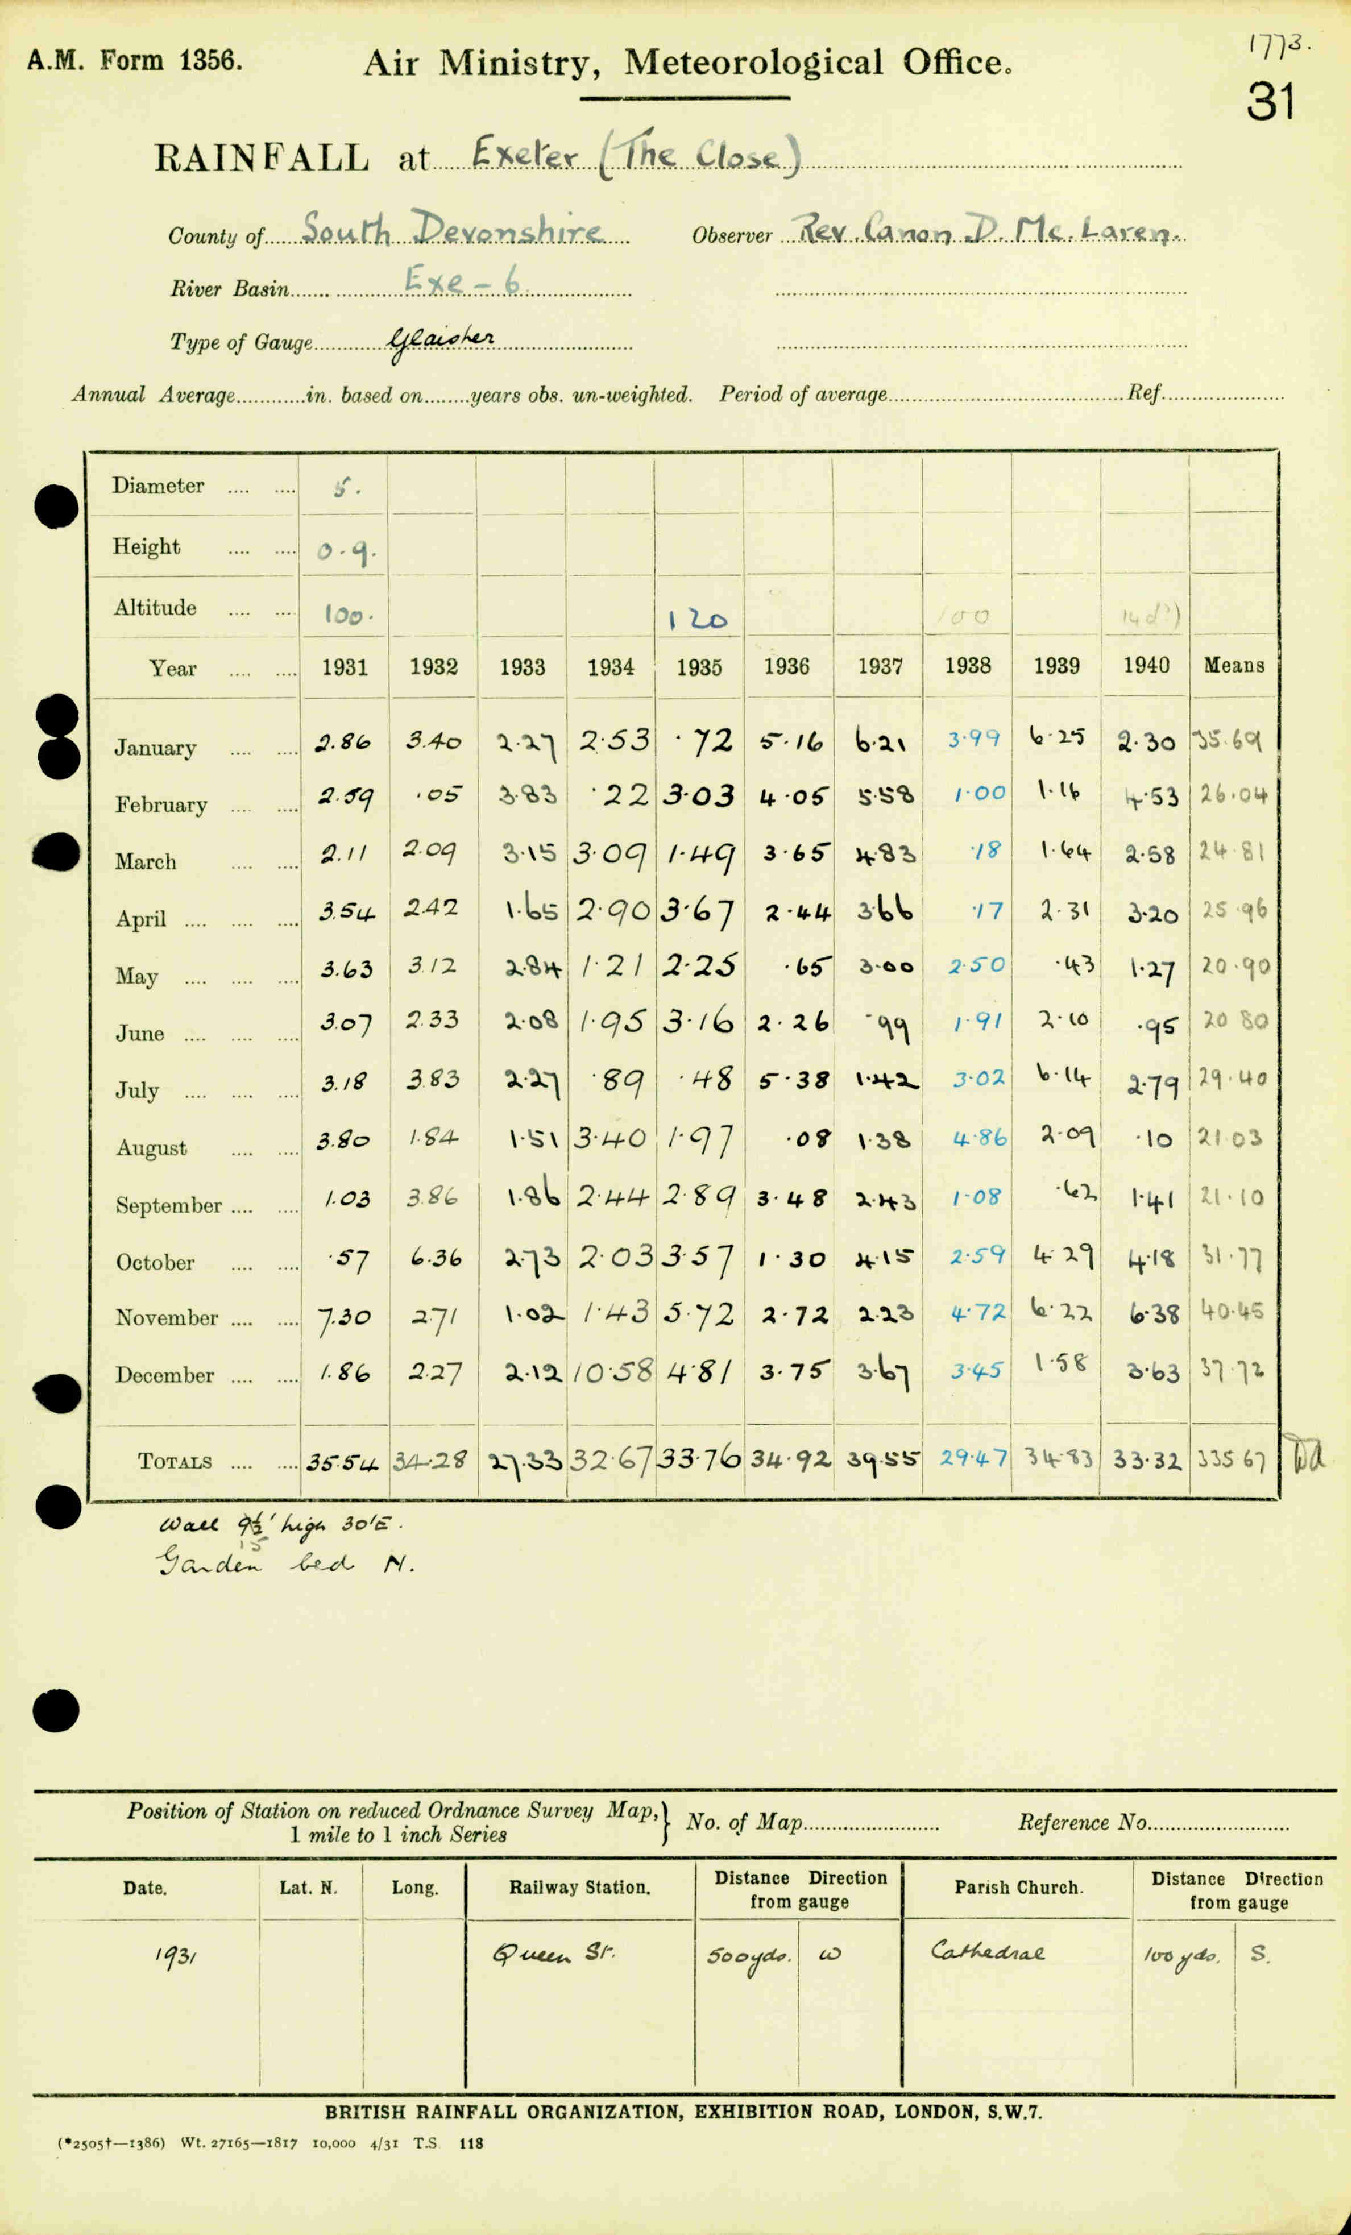 1773.
A.M. Form 1356. Air Ministry, Meteorological Office.
31
RAINFALL at Exeter (The Close)
County of South Devonshire Observer Rev. Canon D. Mc. Laren.
River Basin Exe - 6
Type of Gauge Glaisher
Annual Average in. based on years obs. un-weighted. Period of average Ref.
Diameter 5.
Height 0.9.
Altitude 100. 120 100
Year 1931 1932 1933 1934 1935 1936 1937 1938 1939 1940 Means
January 2.86 3.40 2.27 2.53 .72 5.16 6.21 3.99 6.25 2.30 35.69
February 2.59 .05 3.83 .22 3.03 4.05 5.58 1.00 1.16 4.53 26.04
March 2.11 2.09 3.15 3.09 1.49 3.65 4.83 .18 1.64 2.58 24.81
April 3.54 2.42 1.65 2.90 3.67 2.44 3.66 .17 2.31 3.20 25.96
May 3.63 3.12 2.84 1.21 2.25 .65 3.00 2.50 .43 1.27 20.90
June 3.07 2.33 2.08 1.95 3.16 2.26 .99 1.91 2.10 .95 20 80
July 3.18 3.83 2.27 .89 .48 5.38 1.42 3.02 6.14 2.79 29.40
August 3.80 1.84 1.51 3.40 1.97 .08 1.38 4.86 2.09 .10 21.03
September 1.03 3.86 1.86 2.44 2.89 3.48 2.43 1.08 .62 1.41 21.10
October .57 6.36 2.73 2.03 3.57 1.30 4.15 2.59 4.29 4.18 31.77
November 7.30 2.71 1.02 1.43 5.72 2.72 2.23 4.72 6.22 6.38 40.45
December 1.86 2.27 2.12 10.58 4.81 3.75 3.67 3.45 1.58 3.63 37.72
TOTALS 35.54 34.28 27.33 32.67 33.76 34.92 39.55 29.47 34.83 33.32 335 67
Wall 9½' high 30'E.
15
Garden bed N.
Position of Station on reduced Ordnance Survey Map, } No. of Map Reference No.
1 mile to 1 inch Series
Date. Lat. N. Long. Railway Station. Distance Direction from gauge Parish Church. Distance Direction from gauge
1931 Queen St. 500yds. W Cathedral 100 yds. S.
BRITISH RAINFALL ORGANIZATION, EXHIBITION ROAD, LONDON, S.W.7.
(*2505†—1386) Wt. 27165—1817 10,000 4/31 T.S 118